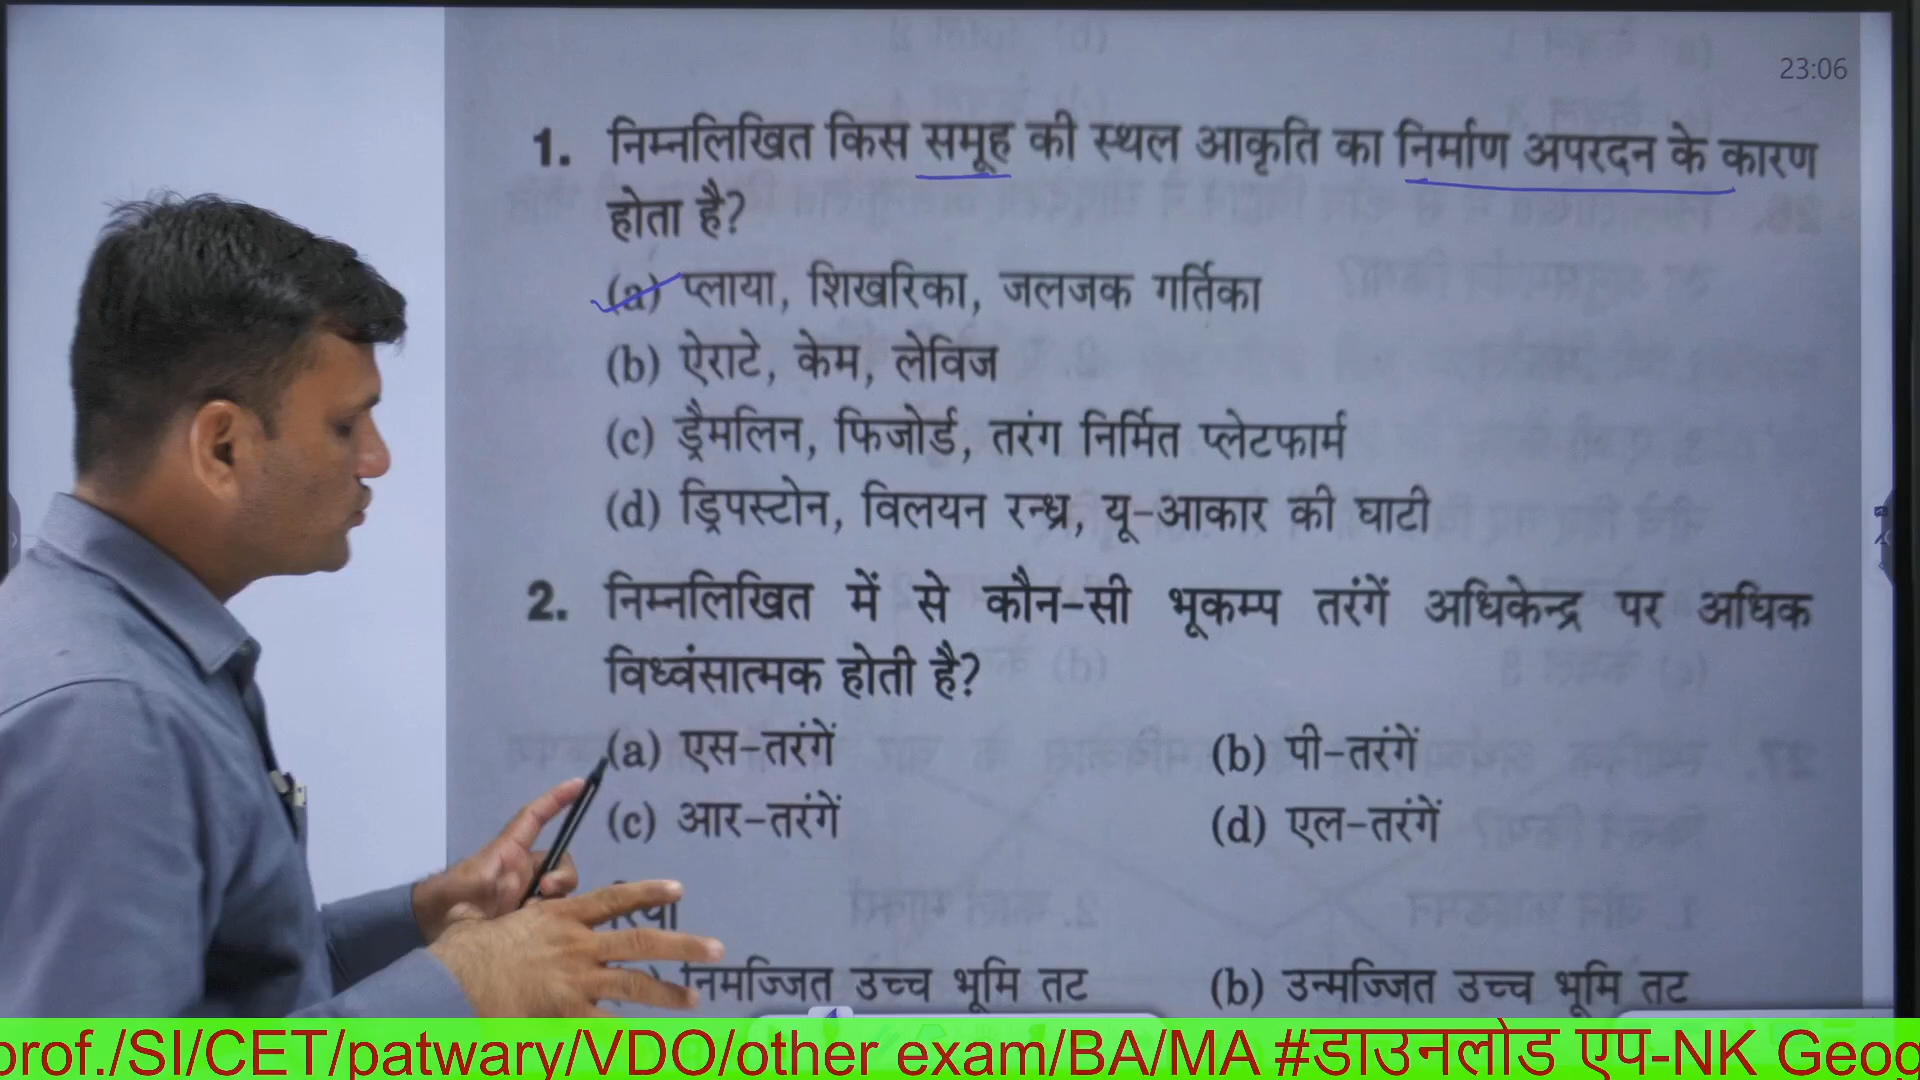 23:06
1. निम्नलिखित किस समूह की स्थल आकृति का निर्माण अपरदन के कारण
होता है?
(a) प्लाया, शिखरिका, जलजक गर्तिका
(b) ऐराटे, केम, लेविज
(c) ड्रैमलिन, फिजोर्ड, तरंग निर्मित प्लेटफार्म
(d) ड्रिपस्टोन, विलयन रन्ध्र, यू-आकार की घाटी
2. निम्नलिखित में से कौन-सी भूकम्प तरंगें अधिकेन्द्र पर अधिक
विध्वंसात्मक होती है?
(a) एस-तरंगें (b) पी-तरंगें
(c) आर-तरंगें (d) एल-तरंगें
निमज्जित उच्च भूमि तट (b) उन्मज्जित उच्च भूमि तट
prof./SI/CET/patwary/VDO/other exam/BA/MA #डाउनलोड एप-NK Geog